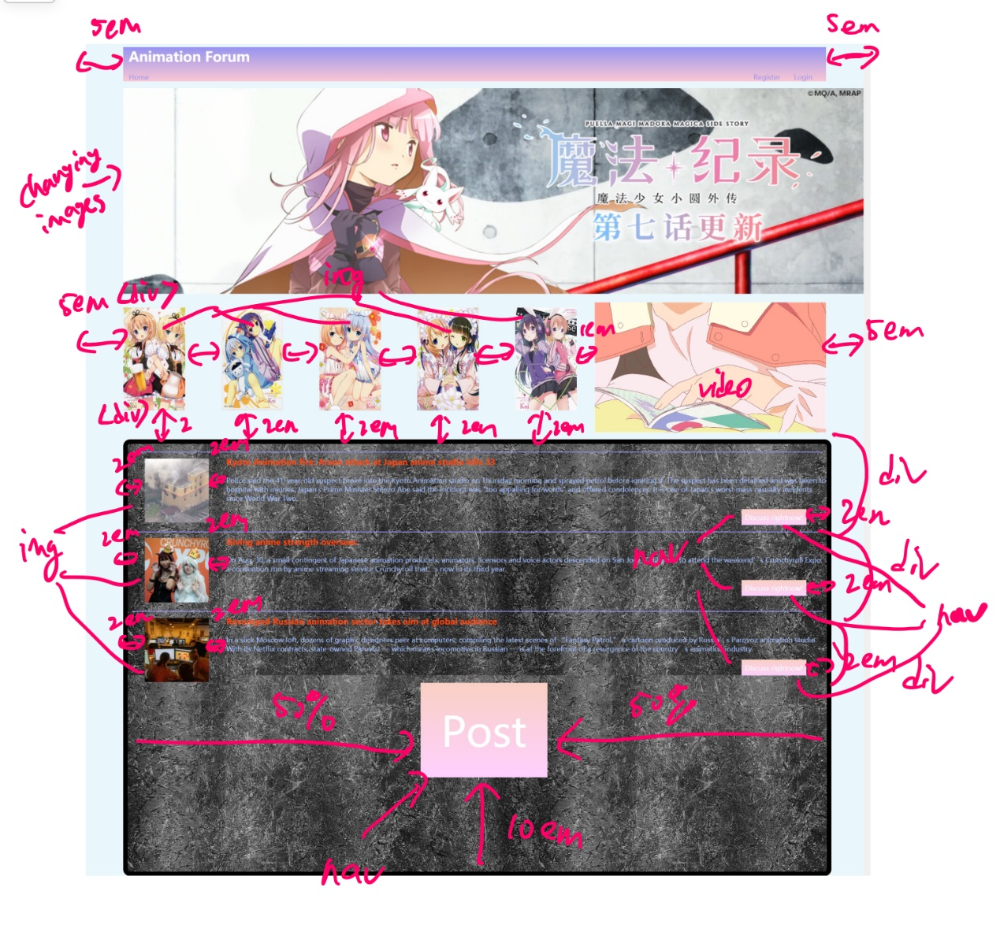 5em
5em
Animation Forum
Home
Register
Login
©MQ/A, MRAP
PUELLA MAGI MADOKA MAGICA SIDE STORY
魔法纪录
魔法少女小圆外传
第七话更新
changing
images
img
5em
<div>
1em
5em
video
Koi
Koi
Koi
Koi
<div>
2
2em
2em
2em
2em
2em
2em
Kyoto Animation fire: Arson attack at Japan anime studio kills 33
Police said the 41-year-old suspect broke into the Kyoto Animation studio on Thursday morning and sprayed petrol before igniting it. The suspect has been detained and was taken to
hospital with injuries. Japan's Prime Minister Shinzo Abe said the incident was "too appalling for words" and offered condolences. It is one of Japan's worst mass casualty incidents
since World War Two.
div
Discuss rightnow!
2em
img
2em
2em
CRUNCHYRO
Giving anime strength overseas
On Aug. 30, a small contingent of Japanese animation producers, animators, licensors and voice actors descended on San Jo to attend the weekend's Crunchyroll Expo,
a convention run by anime streaming service Crunchyroll that's now in its third year.
nav
div
Discuss rightnow!
2em
nav
2em
2em
Revitalized Russian animation sector takes aim at global audience
In a slick Moscow loft, dozens of graphic designers peer at computers, compiling the latest scenes of "Fantasy Patrol," a cartoon produced by Russia's Parovoz animation studio.
With its Netflix contracts, state-owned Parovoz — which means locomotive in Russian — is at the forefront of a resurgence of the country's animation industry.
Discuss rightnow!
2em
div
50%
50%
Post
10em
nav